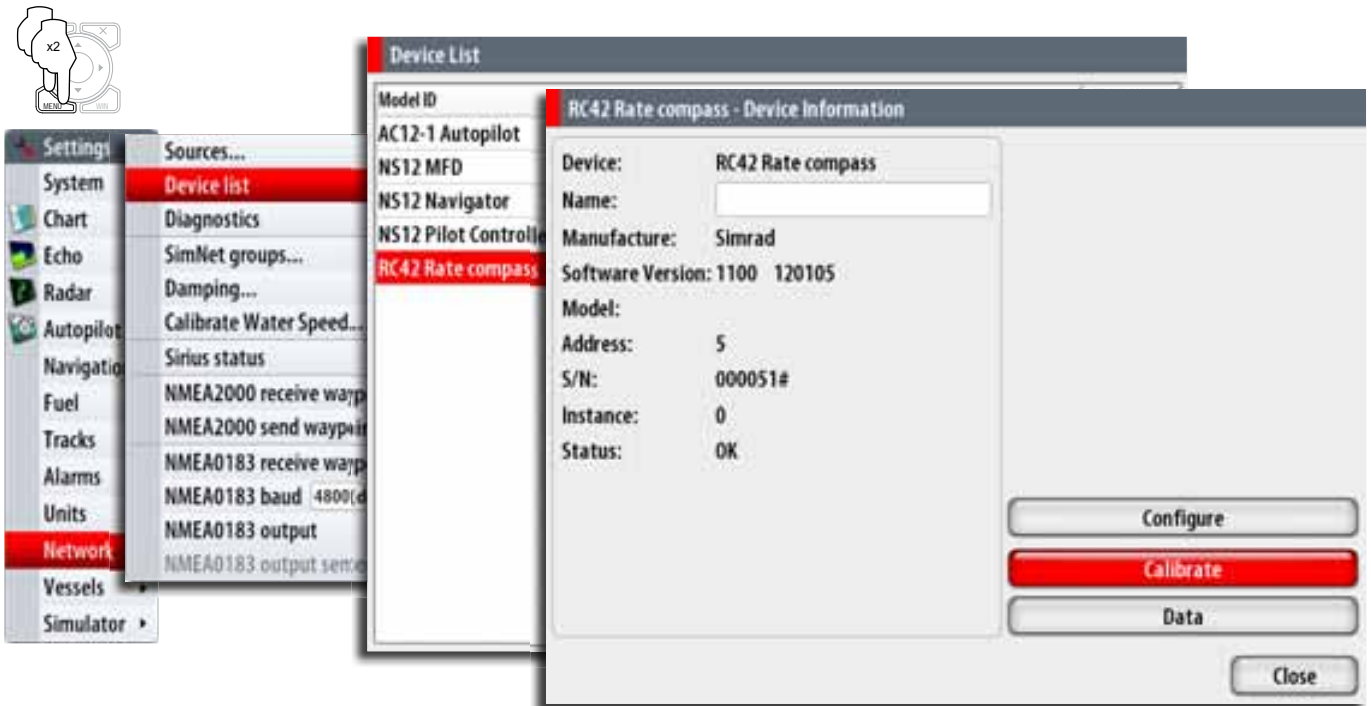 x2
MENU
WIN
Settings
System
Chart
Echo
Radar
Autopilot
Fuel
Tracks
Alarms
Units
Network
Vessels
Simulator
Sources...
Device list
Diagnostics
SimNet groups...
Damping...
Calibrate Water Speed...
Sirius status
NMEA2000 receive
NMEA2000 send
NMEA0183 receive
NMEA0183 baud
NMEA0183 output
NMEA0183 output
Device List
Model ID
AC12-1 Autopilot
NS12 MFD
NS12 Navigator
NS12 Pilot
RC42 Rate compass
RC42 Rate compass - Device Information
Device: RC42 Rate compass
Name:
Manufacture: Simrad
Software Version: 1100 120105
Model:
Address: 5
S/N: 000051#
Instance: 0
Status: OK
Configure
Calibrate
Data
Close